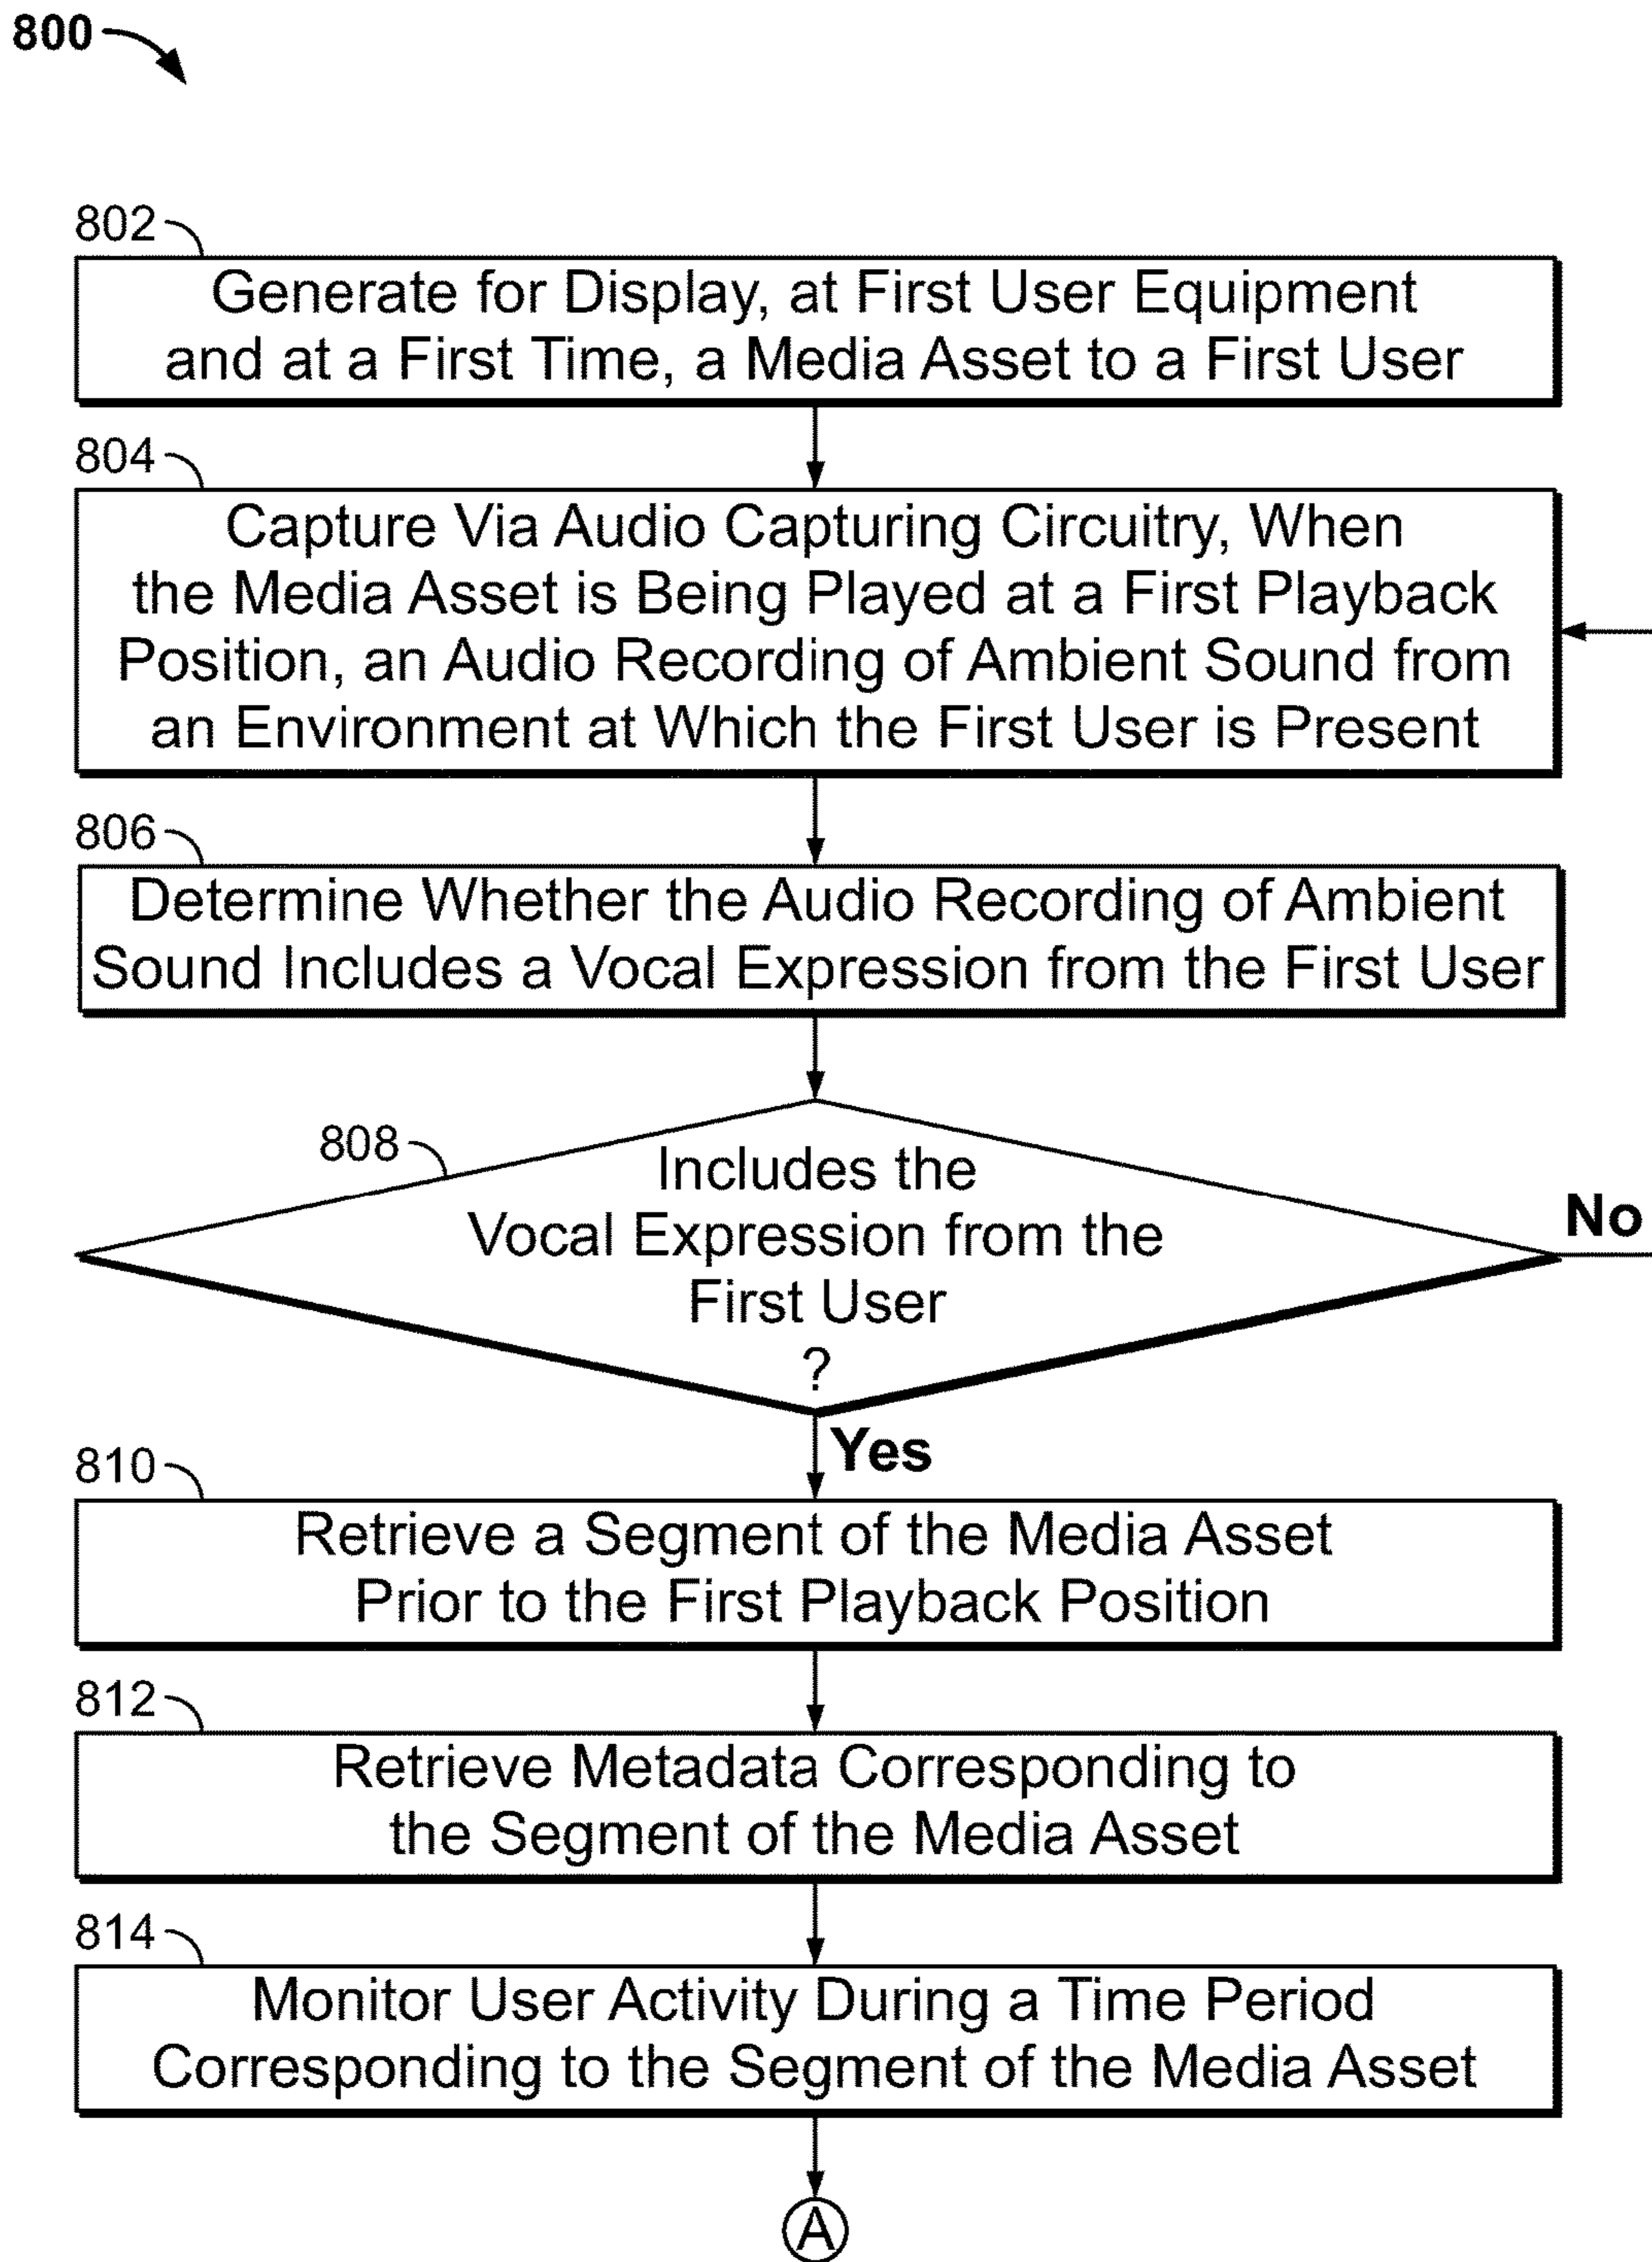 800
802
Generate for Display, at First User Equipment
and at a First Time, a Media Asset to a First User
804
Capture Via Audio Capturing Circuitry, When
the Media Asset is Being Played at a First Playback
Position, an Audio Recording of Ambient Sound from
an Environment at Which the First User is Present
806
Determine Whether the Audio Recording of Ambient
Sound Includes a Vocal Expression from the First User
808
Includes the
Vocal Expression from the
First User
?
No
Yes
810
Retrieve a Segment of the Media Asset
Prior to the First Playback Position
812
Retrieve Metadata Corresponding to
the Segment of the Media Asset
814
Monitor User Activity During a Time Period
Corresponding to the Segment of the Media Asset
A